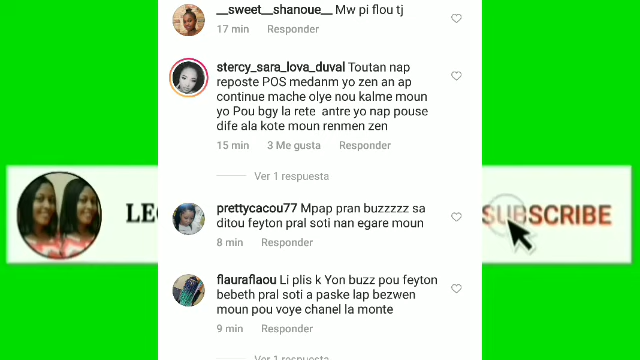 __sweet__shanoue__ Mw pi flou tj
17 min Responder
stercy_sara_lova_duval Toutan nap
reposte POS medanm yo zen an ap
continue mache olye nou kalme moun
yo Pou bgy la rete antre yo nap pouse
dife ala kote moun renmen zen
15 min 3 Me gusta Responder
Ver 1 respuesta
LE
SUBSCRIBE
prettycacou77 Mpap pran buzzzzz sa
ditou feyton pral soti nan egare moun
8 min Responder
flauraflaou Li plis k Yon buzz pou feyton
bebeth pral soti a paske lap bezwen
moun pou voye chanel la monte
9 min Responder
Ver 1 respuesta